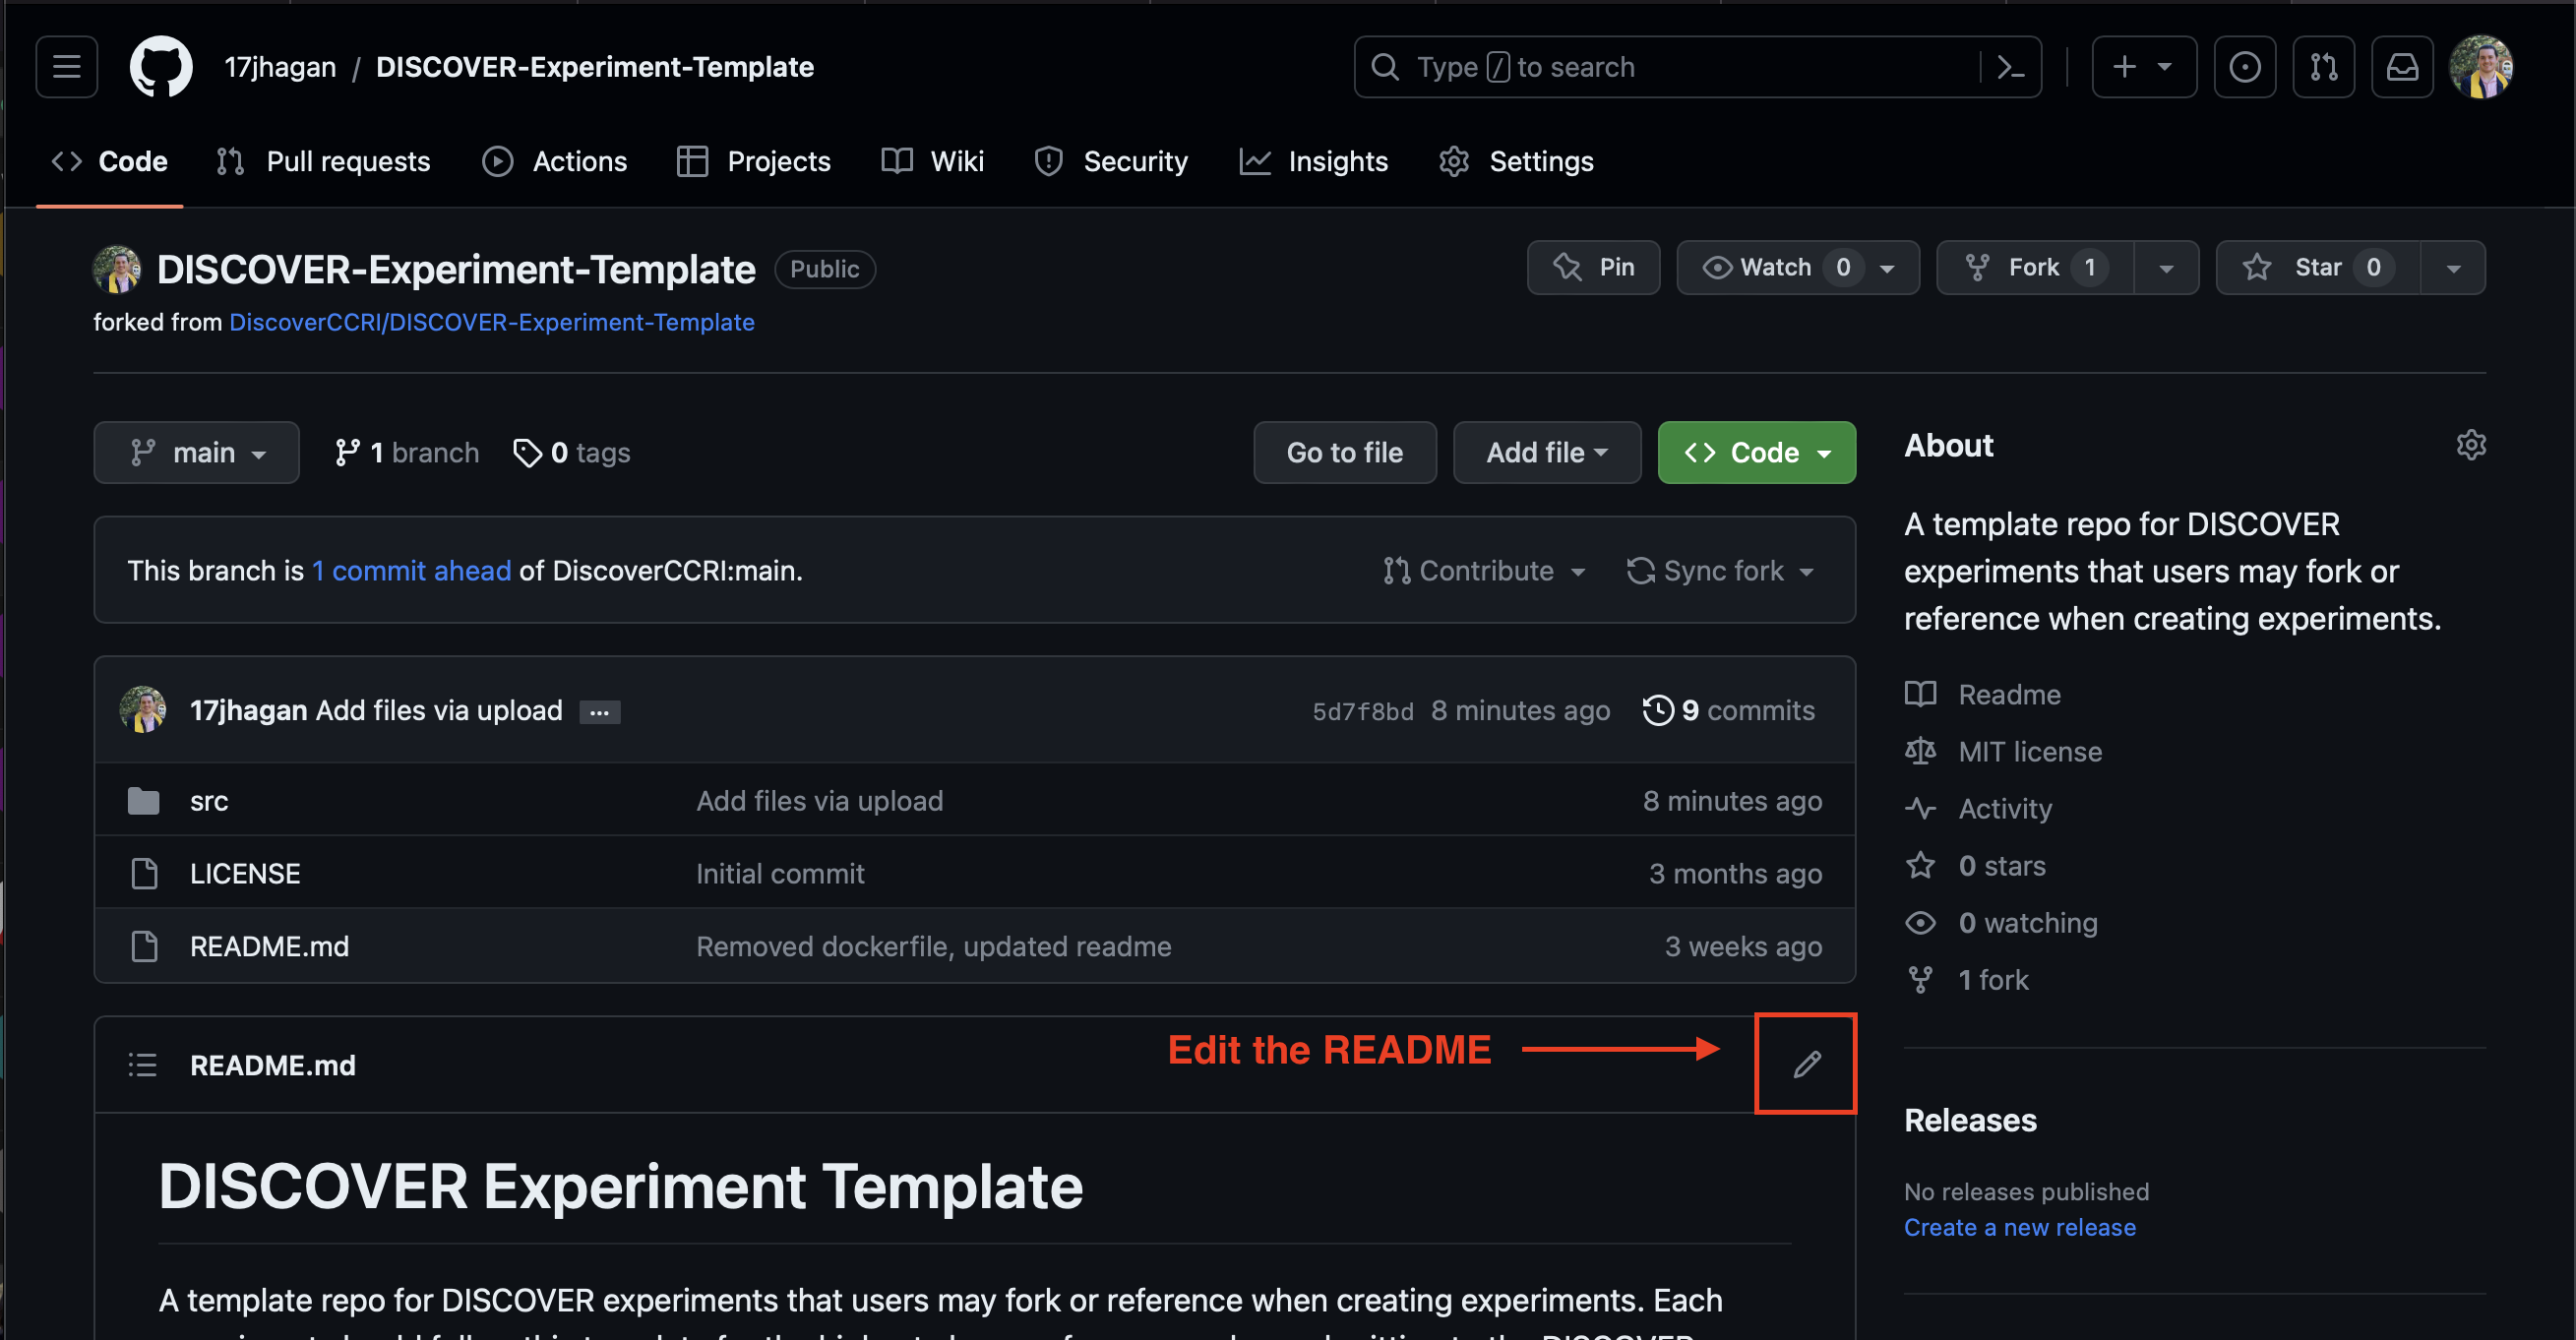 17jhagan / DISCOVER-Experiment-Template
Type / to search
Code Pull requests Actions Projects Wiki Security Insights Settings
DISCOVER-Experiment-Template Public
Pin Watch 0 Fork 1 Star 0
forked from DiscoverCCRI/DISCOVER-Experiment-Template
main 1 branch 0 tags Go to file Add file Code
This branch is 1 commit ahead of DiscoverCCRI:main. Contribute Sync fork
17jhagan Add files via upload ... 5d7f8bd 8 minutes ago 9 commits
src Add files via upload 8 minutes ago
LICENSE Initial commit 3 months ago
README.md Removed dockerfile, updated readme 3 weeks ago
README.md
Edit the README
DISCOVER Experiment Template
A template repo for DISCOVER experiments that users may fork or reference when creating experiments. Each
About
A template repo for DISCOVER
experiments that users may fork or
reference when creating experiments.
Readme
MIT license
Activity
0 stars
0 watching
1 fork
Releases
No releases published
Create a new release